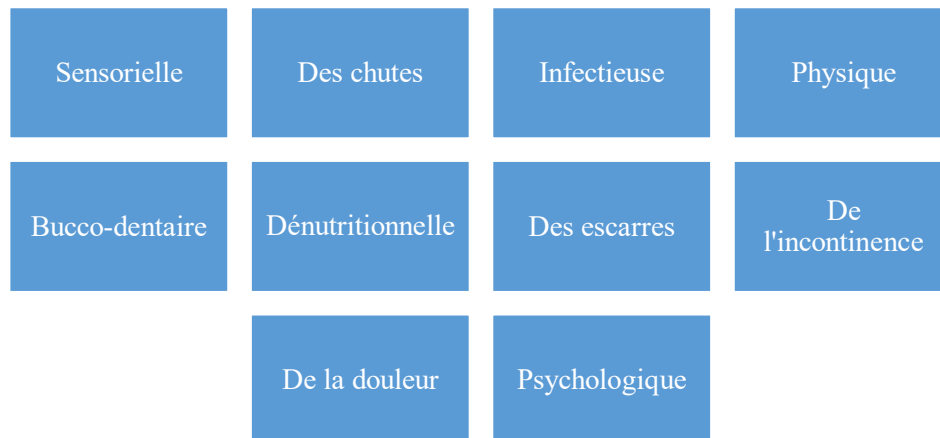 Sensorielle
Des chutes
Infectieuse
Physique
Bucco-dentaire
Dénutritionnelle
Des escarres
De
l'incontinence
De la douleur
Psychologique